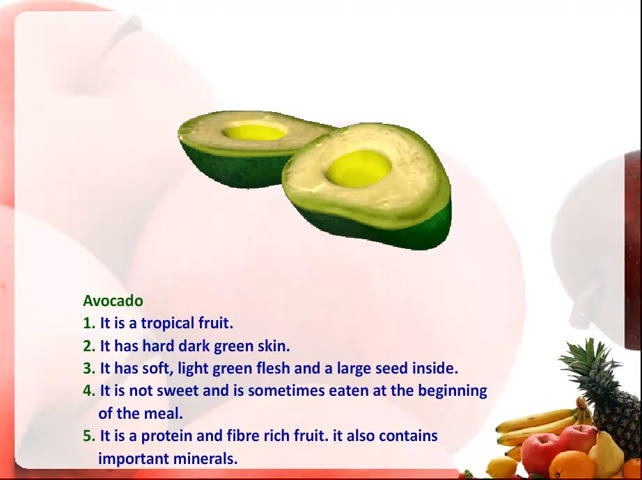 Avocado
1. It is a tropical fruit.
2. It has hard dark green skin.
3. It has soft, light green flesh and a large seed inside.
4. It is not sweet and is sometimes eaten at the beginning
of the meal.
5. It is a protein and fibre rich fruit. it also contains
important minerals.